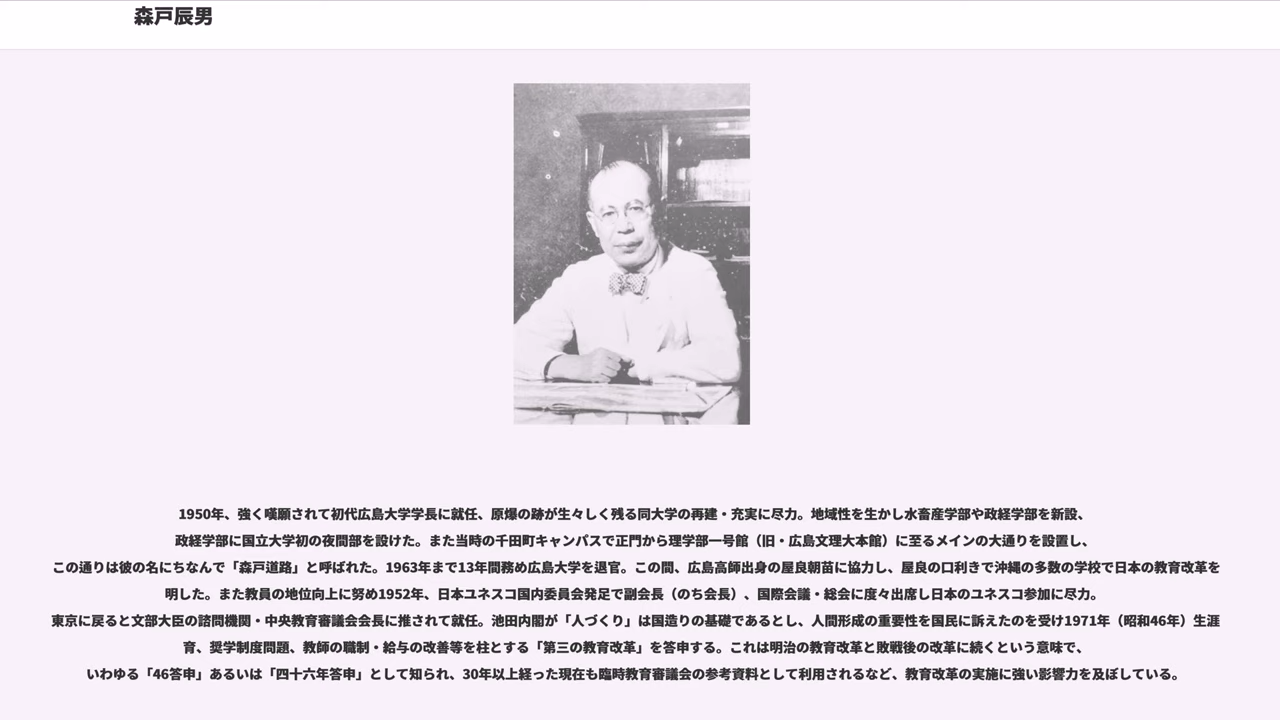 森戸辰男
1950年、強く嘆願されて初代広島大学学長に就任、原爆の跡が生々しく残る同大学の再建・充実に尽力。地域性を生かし水畜産学部や政経学部を新設、
政経学部に国立大学初の夜間部を設けた。また当時の千田町キャンパスで正門から理学部一号館（旧・広島文理大本館）に至るメインの大通りを設置し、
この通りは彼の名にちなんで「森戸道路」と呼ばれた。1963年まで13年間務め広島大学を退官。この間、広島高師出身の屋良朝苗に協力し、屋良の口利きで沖縄の多数の学校で日本の教育改革を
明した。また教員の地位向上に努め1952年、日本ユネスコ国内委員会発足で副会長（のち会長）、国際会議・総会に度々出席し日本のユネスコ参加に尽力。
東京に戻ると文部大臣の諮問機関・中央教育審議会会長に推されて就任。池田内閣が「人づくり」は国造りの基礎であるとし、人間形成の重要性を国民に訴えたのを受け1971年（昭和46年）生涯
育、奨学制度問題、教師の職制・給与の改善等を柱とする「第三の教育改革」を答申する。これは明治の教育改革と敗戦後の改革に続くという意味で、
いわゆる「46答申」あるいは「四十六年答申」として知られ、30年以上経った現在も臨時教育審議会の参考資料として利用されるなど、教育改革の実施に強い影響力を及ぼしている。